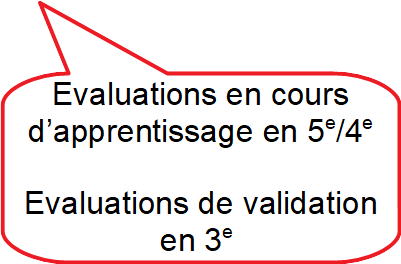 Evaluations en cours
d’apprentissage en 5ᵉ/4ᵉ
Evaluations de validation
en 3ᵉ